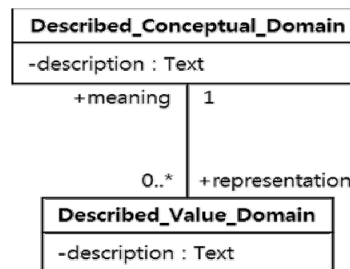 Described_Conceptual_Domain
-description : Text
+meaning 1
0..* +representation
Described_Value_Domain
-description : Text